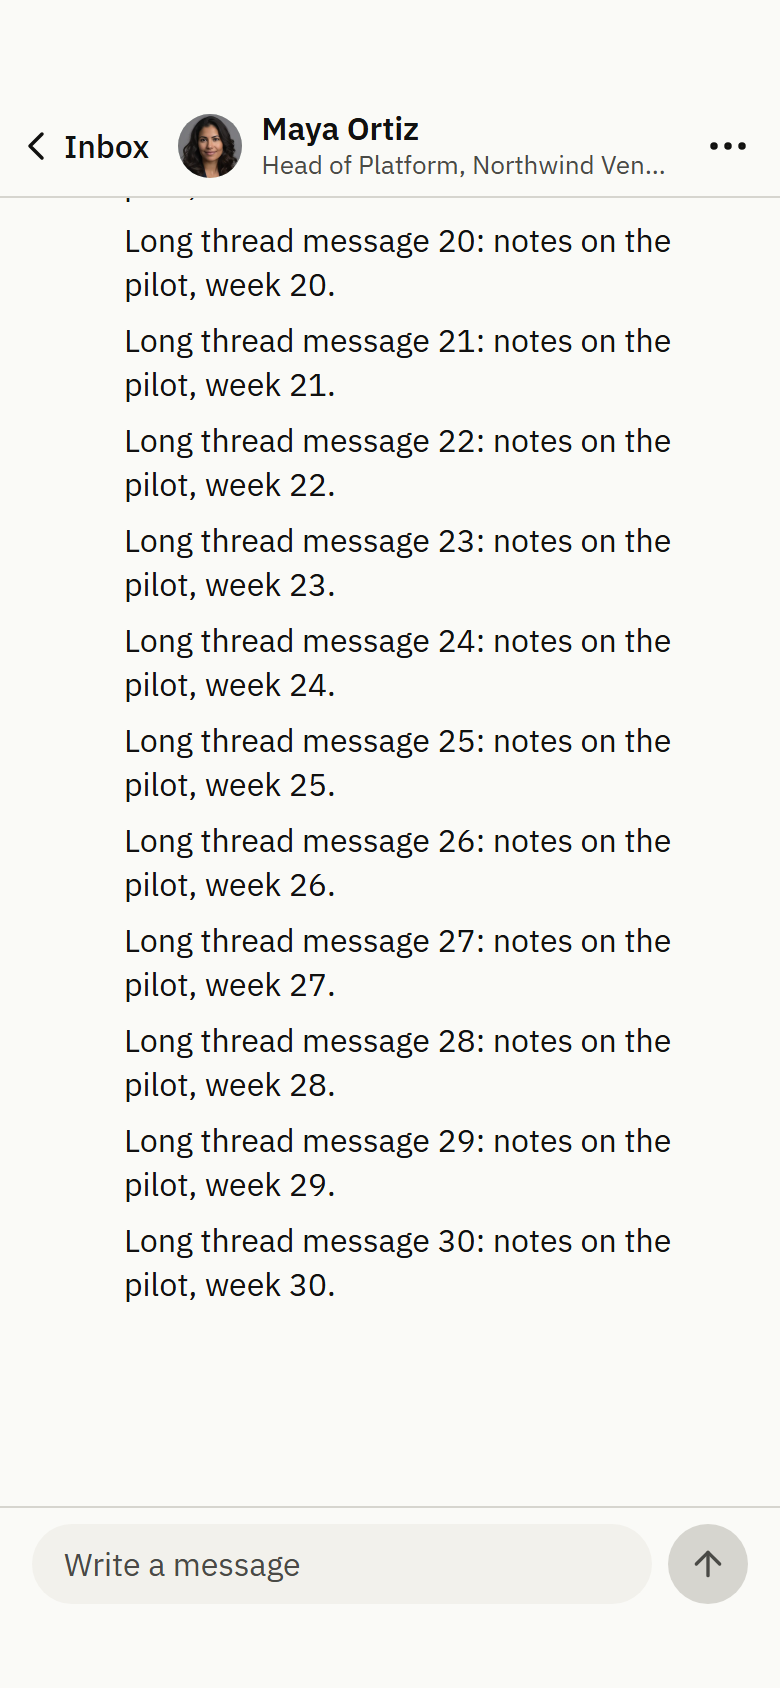 Inbox
Maya Ortiz
Head of Platform, Northwind Ven...
Long thread message 20: notes on the
pilot, week 20.
Long thread message 21: notes on the
pilot, week 21.
Long thread message 22: notes on the
pilot, week 22.
Long thread message 23: notes on the
pilot, week 23.
Long thread message 24: notes on the
pilot, week 24.
Long thread message 25: notes on the
pilot, week 25.
Long thread message 26: notes on the
pilot, week 26.
Long thread message 27: notes on the
pilot, week 27.
Long thread message 28: notes on the
pilot, week 28.
Long thread message 29: notes on the
pilot, week 29.
Long thread message 30: notes on the
pilot, week 30.
Write a message